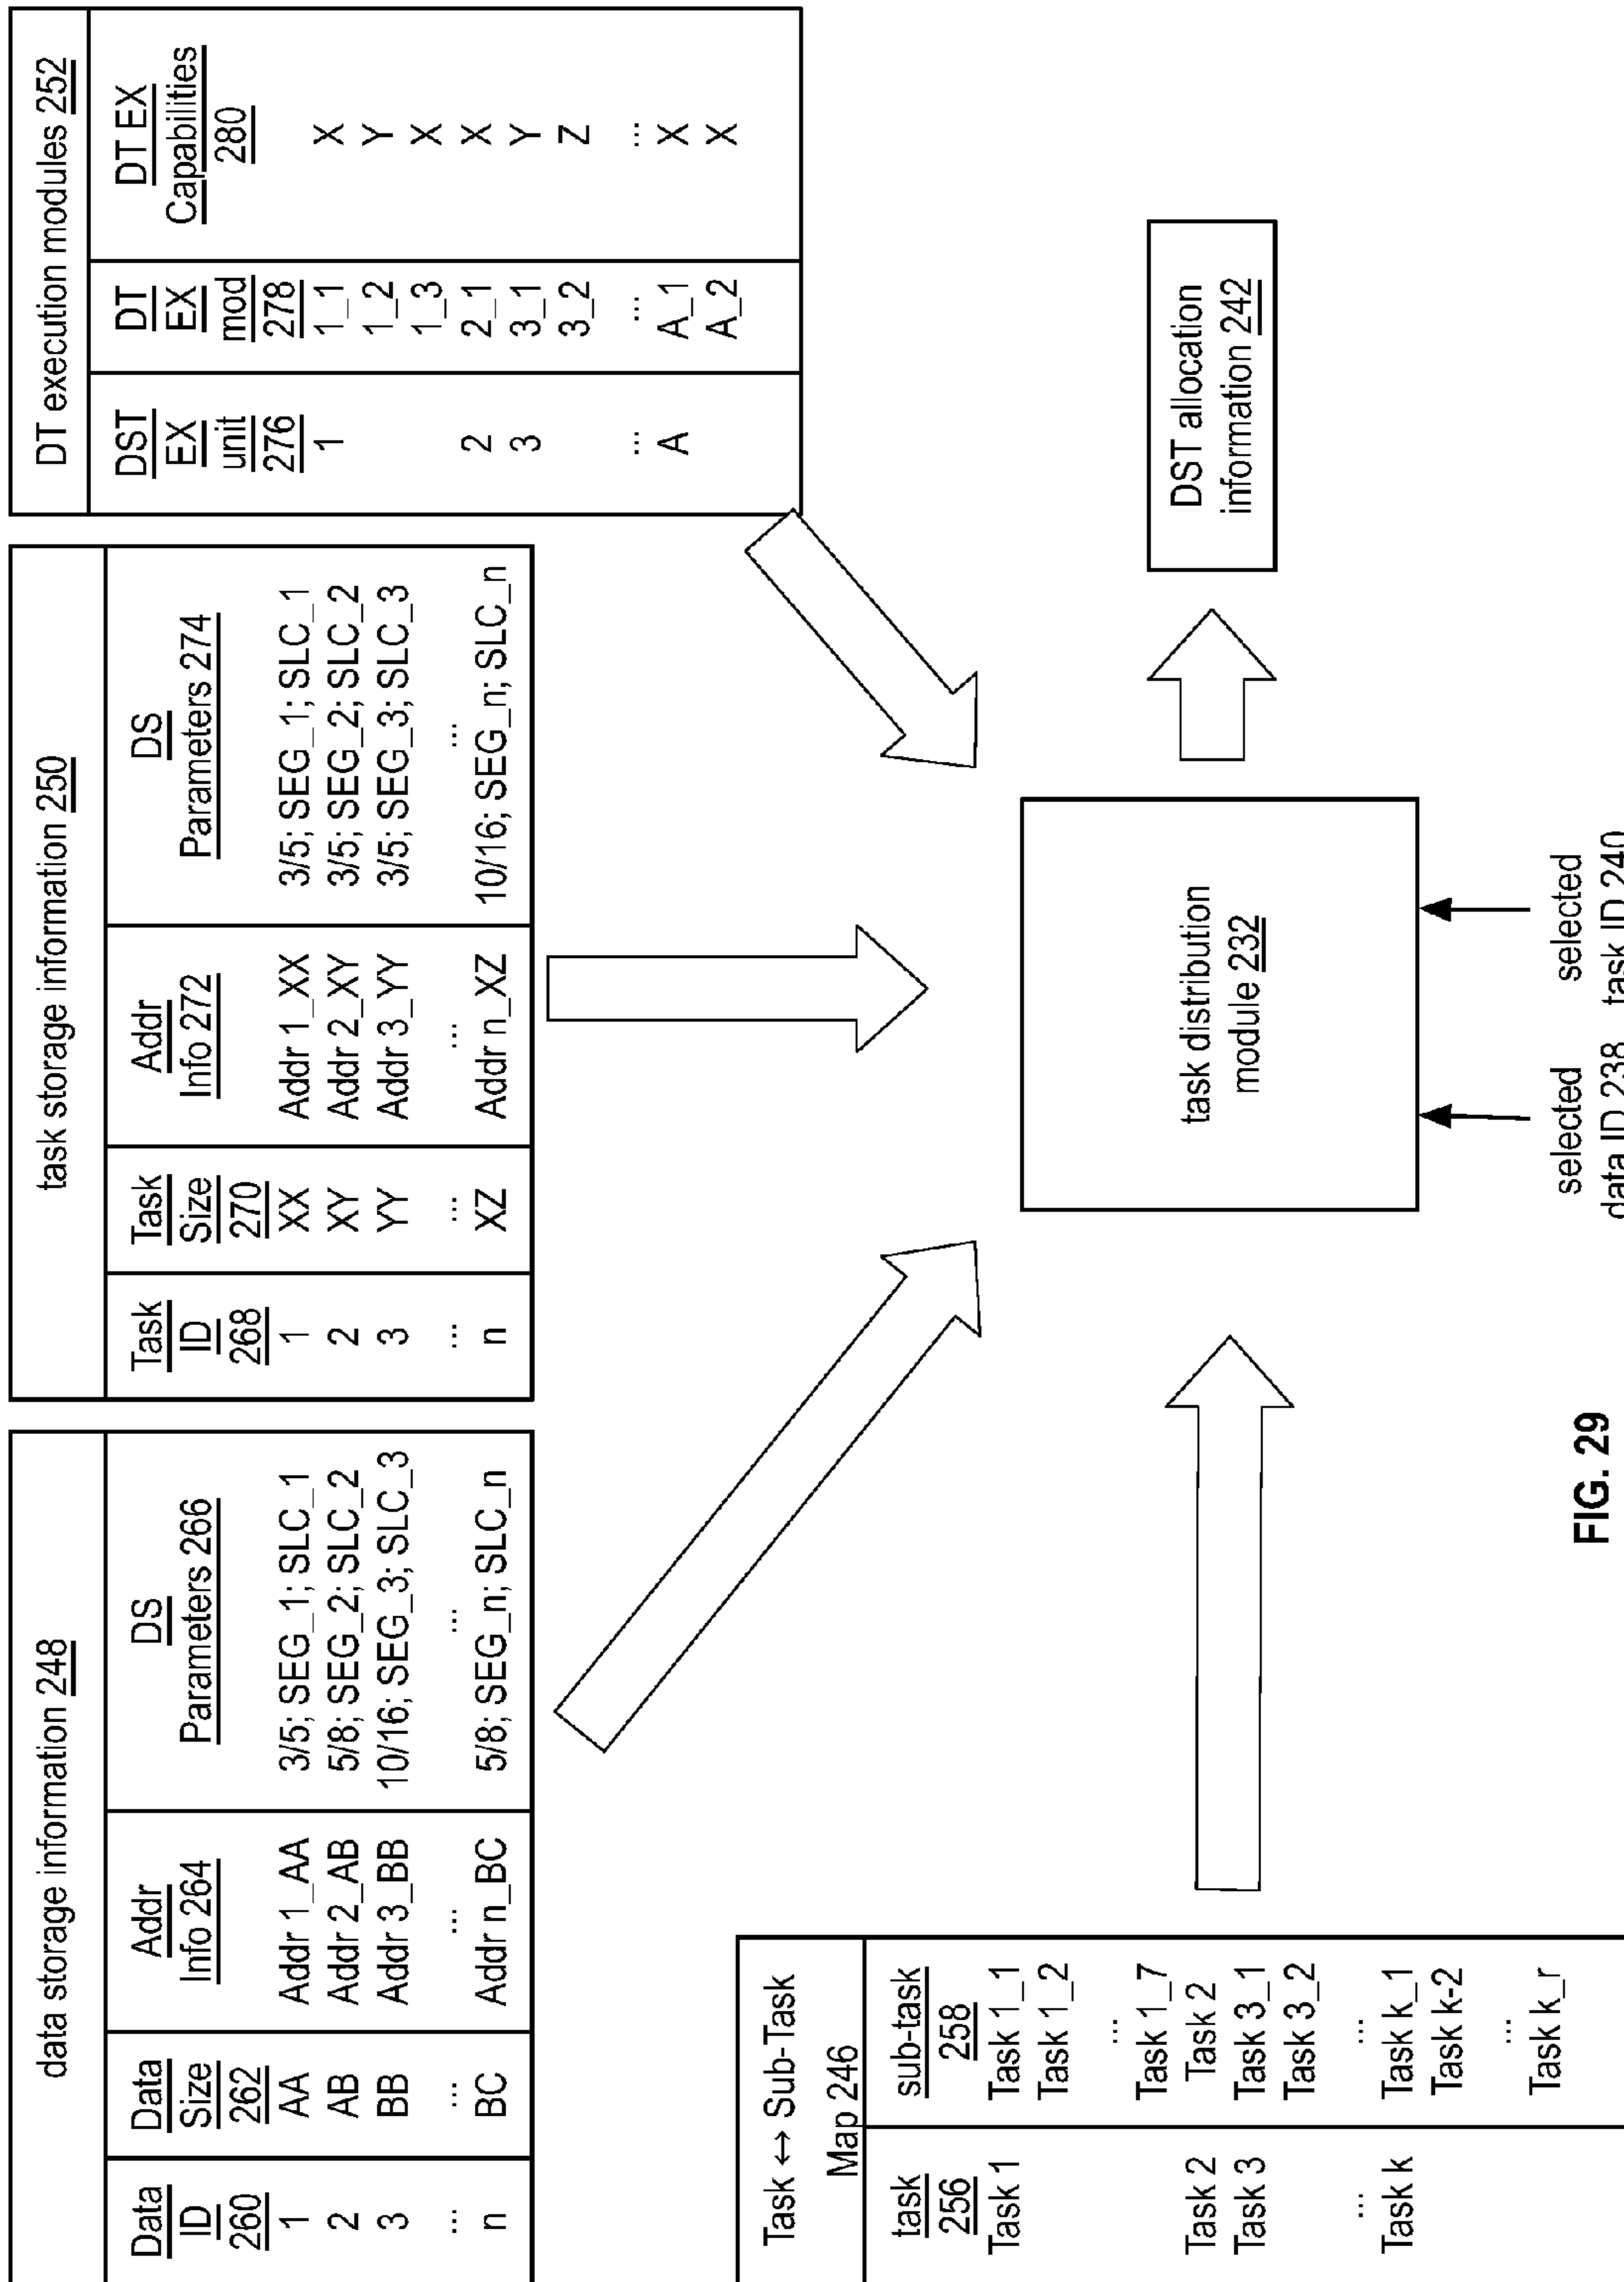 data storage information 248
Data ID 260 Data Size 262 Addr Info 264 DS Parameters 266
1 AA Addr 1_AA 3/5; SEG_1; SLC_1
2 AB Addr 2_AB 5/8; SEG_2; SLC_2
3 BB Addr 3_BB 10/16; SEG_3; SLC_3
... ... ... ...
n BC Addr n_BC 5/8; SEG_n; SLC_n
task storage information 250
Task ID 268 Task Size 270 Addr Info 272 DS Parameters 274
1 XX Addr 1_XX 3/5; SEG_1; SLC_1
2 XY Addr 2_XY 3/5; SEG_2; SLC_2
3 YY Addr 3_YY 3/5; SEG_3; SLC_3
... ... ... ...
n XZ Addr n_XZ 10/16; SEG_n; SLC_n
DT execution modules 252
DST EX unit 276 DT EX mod 278 DT EX Capabilities 280
1 1_1 X
1_2 Y
1_3 X
2 2_1 X
3 3_1 Y
3_2 Z
... ... ...
A A_1 X
A_2 X
Task ↔ Sub-Task
Map 246
task 256 sub-task 258
Task 1 Task 1_1
Task 1_2
...
Task 1_7
Task 2 Task 2
Task 3 Task 3_1
Task 3_2
... ...
Task k Task k_1
Task k-2
...
Task k_r
task distribution
module 232
DST allocation
information 242
selected
data ID 238
selected
task ID 240
FIG. 29